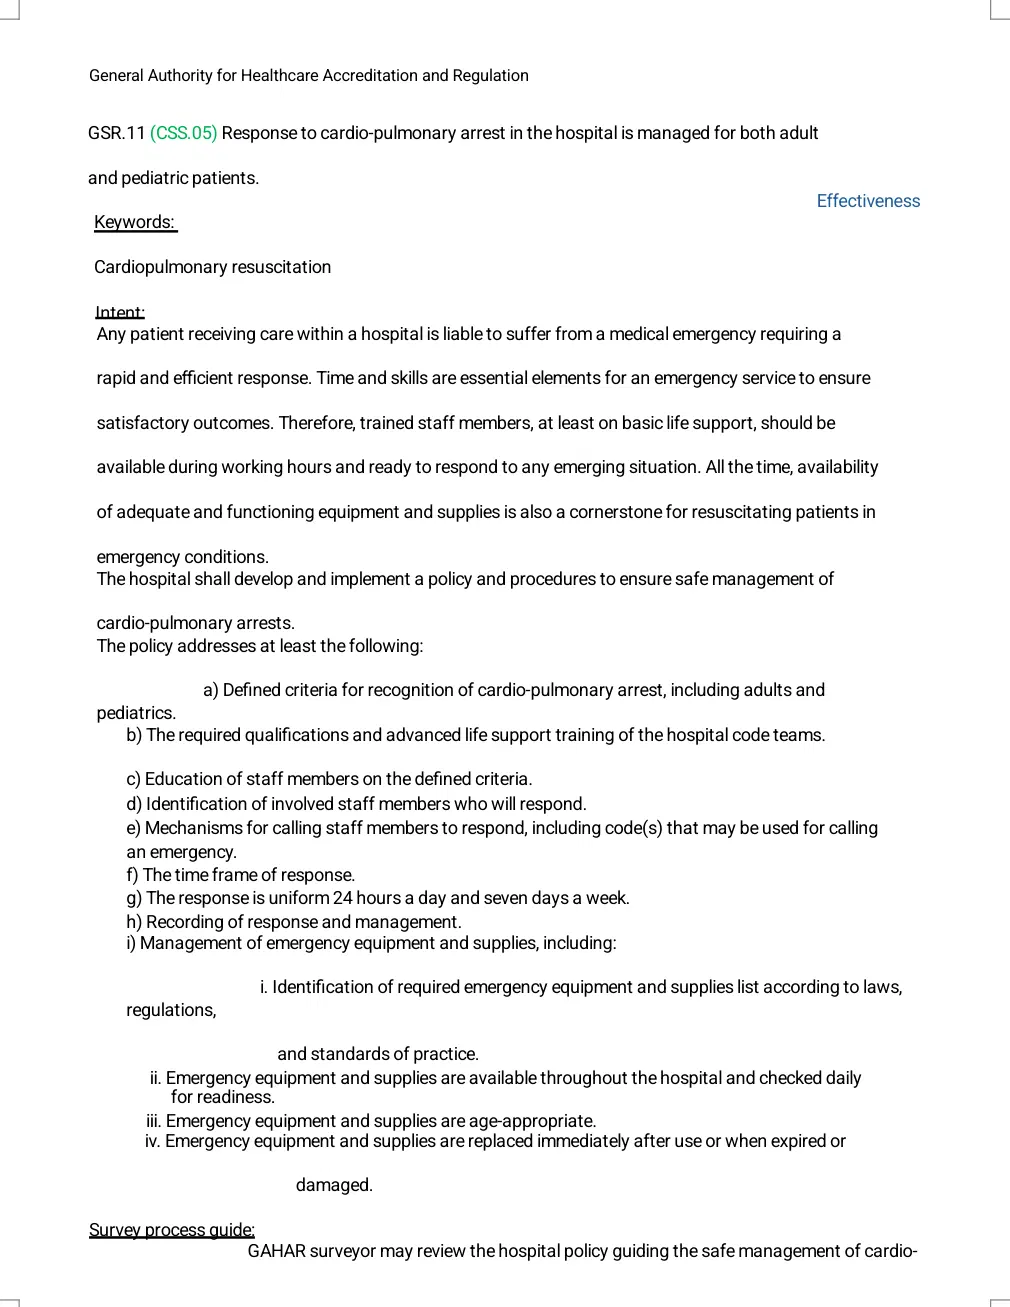 General Authority for Healthcare Accreditation and Regulation
GSR.11 (CSS.05) Response to cardio-pulmonary arrest in the hospital is managed for both adult
and pediatric patients.
Effectiveness
Keywords:
Cardiopulmonary resuscitation
Intent:
Any patient receiving care within a hospital is liable to suffer from a medical emergency requiring a
rapid and efficient response. Time and skills are essential elements for an emergency service to ensure
satisfactory outcomes. Therefore, trained staff members, at least on basic life support, should be
available during working hours and ready to respond to any emerging situation. All the time, availability
of adequate and functioning equipment and supplies is also a cornerstone for resuscitating patients in
emergency conditions.
The hospital shall develop and implement a policy and procedures to ensure safe management of
cardio-pulmonary arrests.
The policy addresses at least the following:
a) Defined criteria for recognition of cardio-pulmonary arrest, including adults and
pediatrics.
b) The required qualifications and advanced life support training of the hospital code teams.
c) Education of staff members on the defined criteria.
d) Identification of involved staff members who will respond.
e) Mechanisms for calling staff members to respond, including code(s) that may be used for calling
an emergency.
f) The time frame of response.
g) The response is uniform 24 hours a day and seven days a week.
h) Recording of response and management.
i) Management of emergency equipment and supplies, including:
i. Identification of required emergency equipment and supplies list according to laws,
regulations,
and standards of practice.
ii. Emergency equipment and supplies are available throughout the hospital and checked daily
for readiness.
iii. Emergency equipment and supplies are age-appropriate.
iv. Emergency equipment and supplies are replaced immediately after use or when expired or
damaged.
Survey process guide:
GAHAR surveyor may review the hospital policy guiding the safe management of cardio-